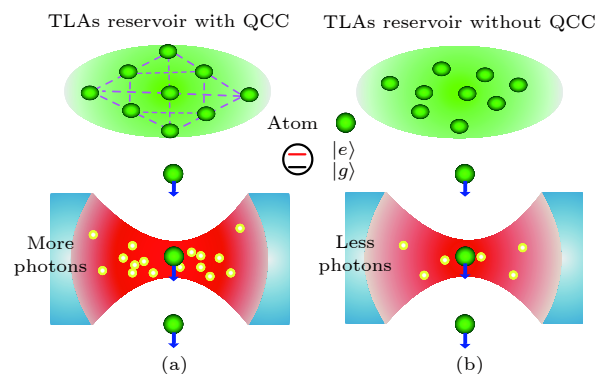 TLAs reservoir with QCC
TLAs reservoir without QCC
Atom
|e⟩
|g⟩
More
photons
Less
photons
(a)
(b)